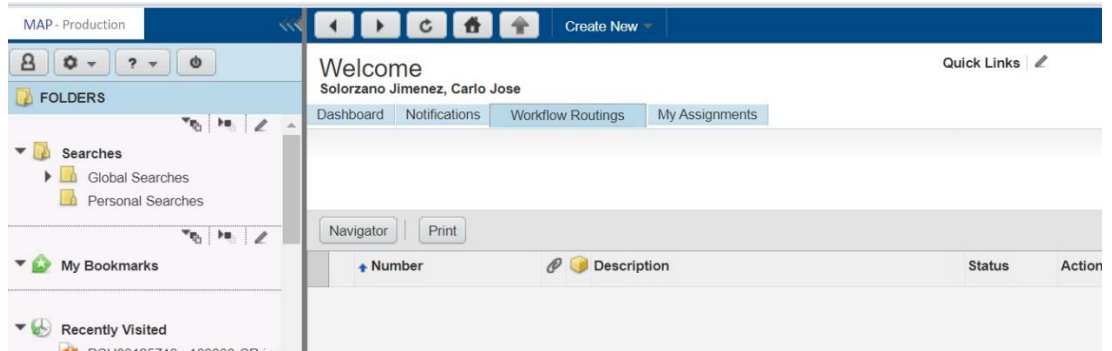 MAP - Production
Create New
Welcome
Solorzano Jimenez, Carlo Jose
Quick Links
FOLDERS
Dashboard Notifications Workflow Routings My Assignments
Searches
Global Searches
Personal Searches
Navigator Print
My Bookmarks
Number Description Status Action
Recently Visited